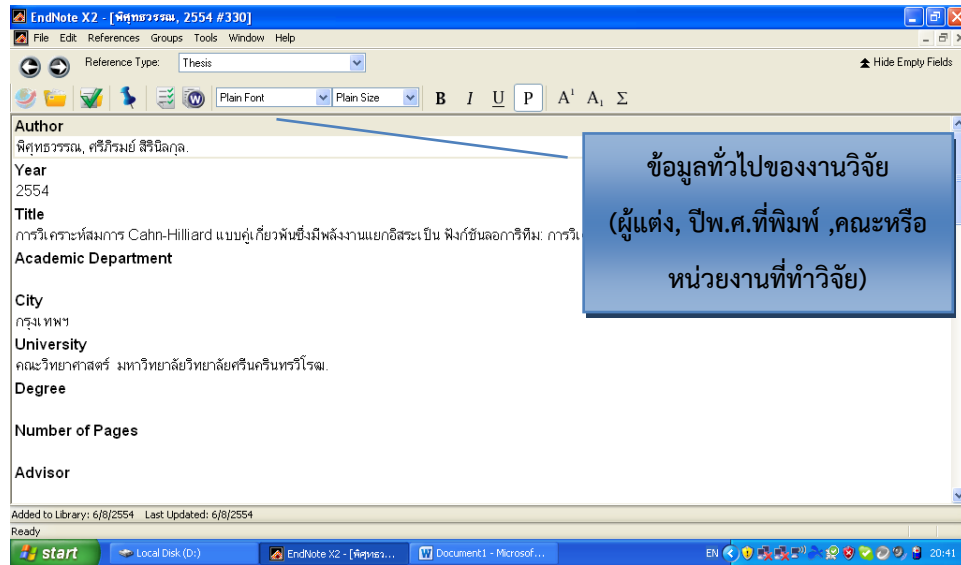 EndNote X2 - [พิศุทธวรรณ, 2554 #330]
File Edit References Groups Tools Window Help
Reference Type: Thesis Hide Empty Fields
Plain Font Plain Size B I U P A¹ A₁ Σ
Author
พิศุทธวรรณ, ศรีภิรมย์ สิรินิลกุล.
Year
2554
Title
การวิเคราะห์สมการ Cahn-Hilliard แบบคู่เกี่ยวพันซึ่งมีพลังงานแยกอิสระเป็น ฟังก์ชันลอการิทึม: การวิเ
Academic Department
City
กรุงเทพฯ
University
คณะวิทยาศาสตร์ มหาวิทยาลัยวิทยาลัยศรีนครินทรวิโรฒ.
Degree
Number of Pages
Advisor
ข้อมูลทั่วไปของงานวิจัย
(ผู้แต่ง, ปีพ.ศ.ที่พิมพ์ ,คณะหรือ
หน่วยงานที่ทำวิจัย)
Added to Library: 6/8/2554 Last Updated: 6/8/2554
Ready
start Local Disk (D:) EndNote X2 - [พิศุทธว... Document1 - Microsof... EN 20:41